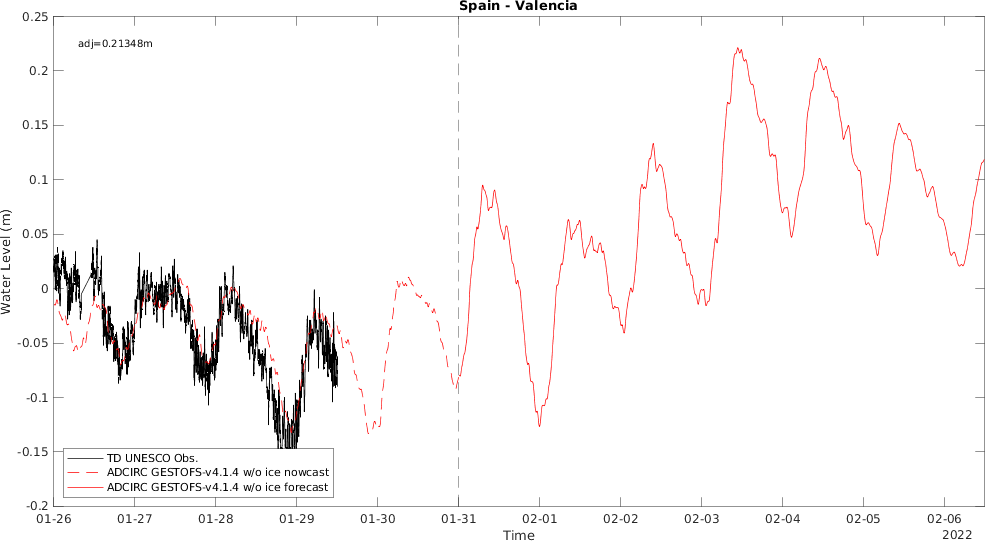 Spain - Valencia
adj=0.21348m
Water Level (m)
0.25
0.2
0.15
0.1
0.05
0
-0.05
-0.1
-0.15
-0.2
TD UNESCO Obs.
ADCIRC GESTOFS-v4.1.4 w/o ice nowcast
ADCIRC GESTOFS-v4.1.4 w/o ice forecast
01-26 01-27 01-28 01-29 01-30 01-31 02-01 02-02 02-03 02-04 02-05 02-06
Time
2022